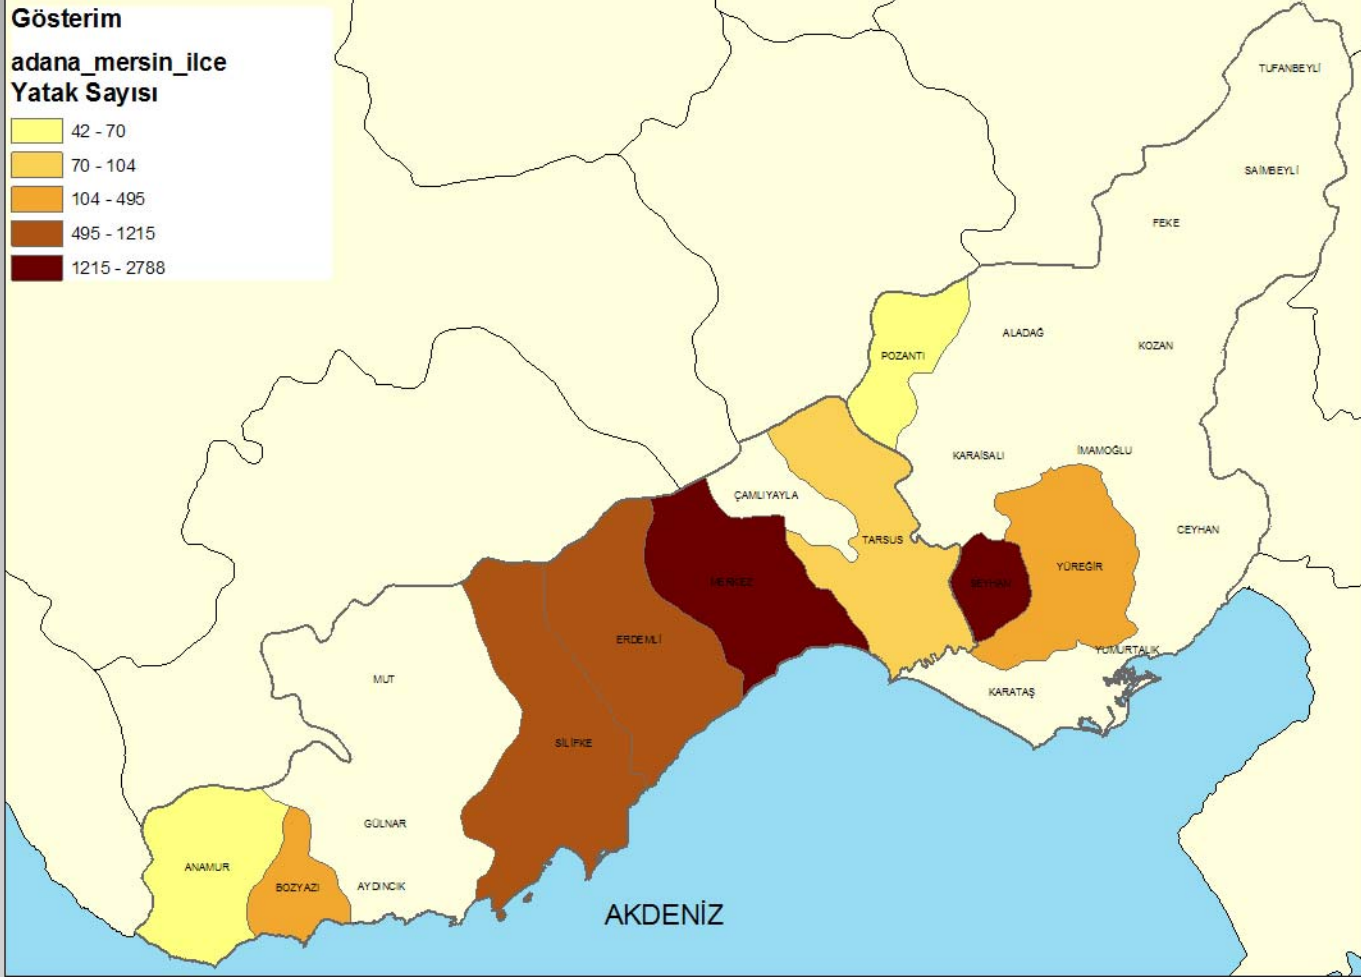 Gösterim
adana_mersin_ilce
Yatak Sayısı
42 - 70
70 - 104
104 - 495
495 - 1215
1215 - 2788
TUFANBEYLİ
SAİMBEYLİ
FEKE
ALADAĞ
KOZAN
POZANTI
KARAİSALI
İMAMOĞLU
ÇAMLIYAYLA
CEYHAN
TARSUS
YÜREĞİR
MERKEZ
SEYHAN
ERDEMLİ
YUMURTALIK
MUT
KARATAŞ
SİLİFKE
GÜLNAR
ANAMUR
BOZYAZI
AYDINCIK
AKDENİZ